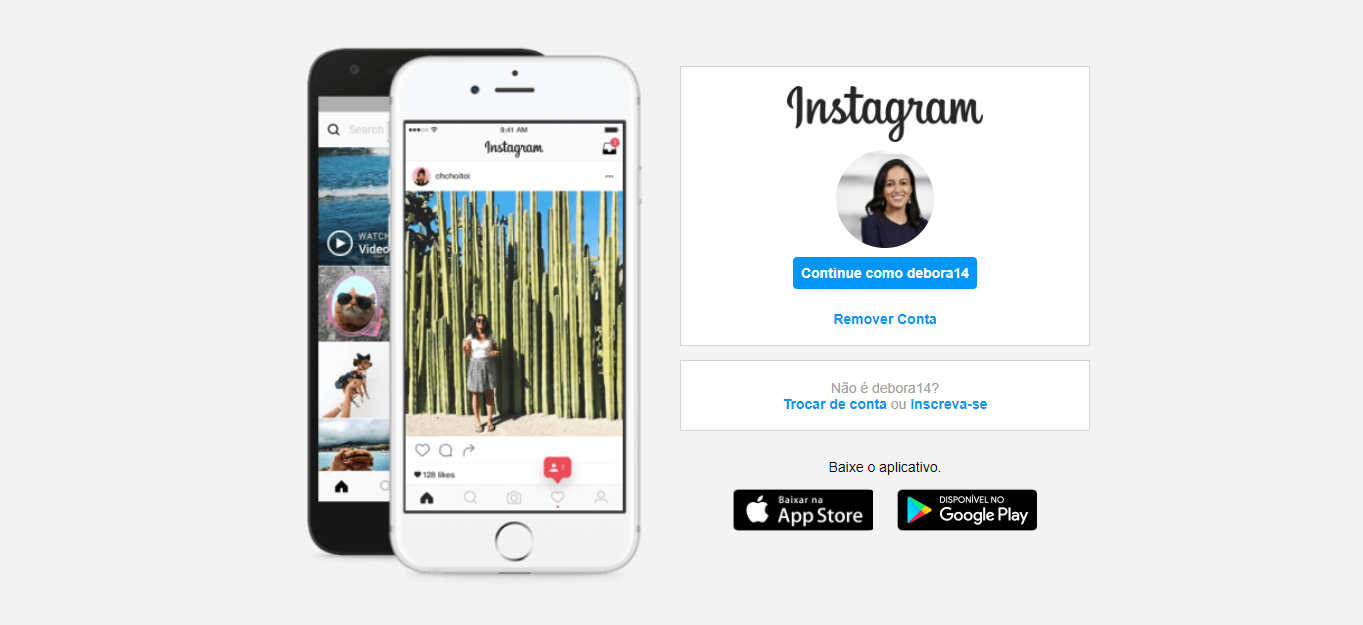 Search
WATCH
Video
9:41 AM
Instagram
chchoitoi
128 likes
1
Instagram
Continue como debora14
Remover Conta
Não é debora14?
Trocar de conta ou Inscreva-se
Baixe o aplicativo.
Baixar na
App Store
DISPONÍVEL NO
Google Play